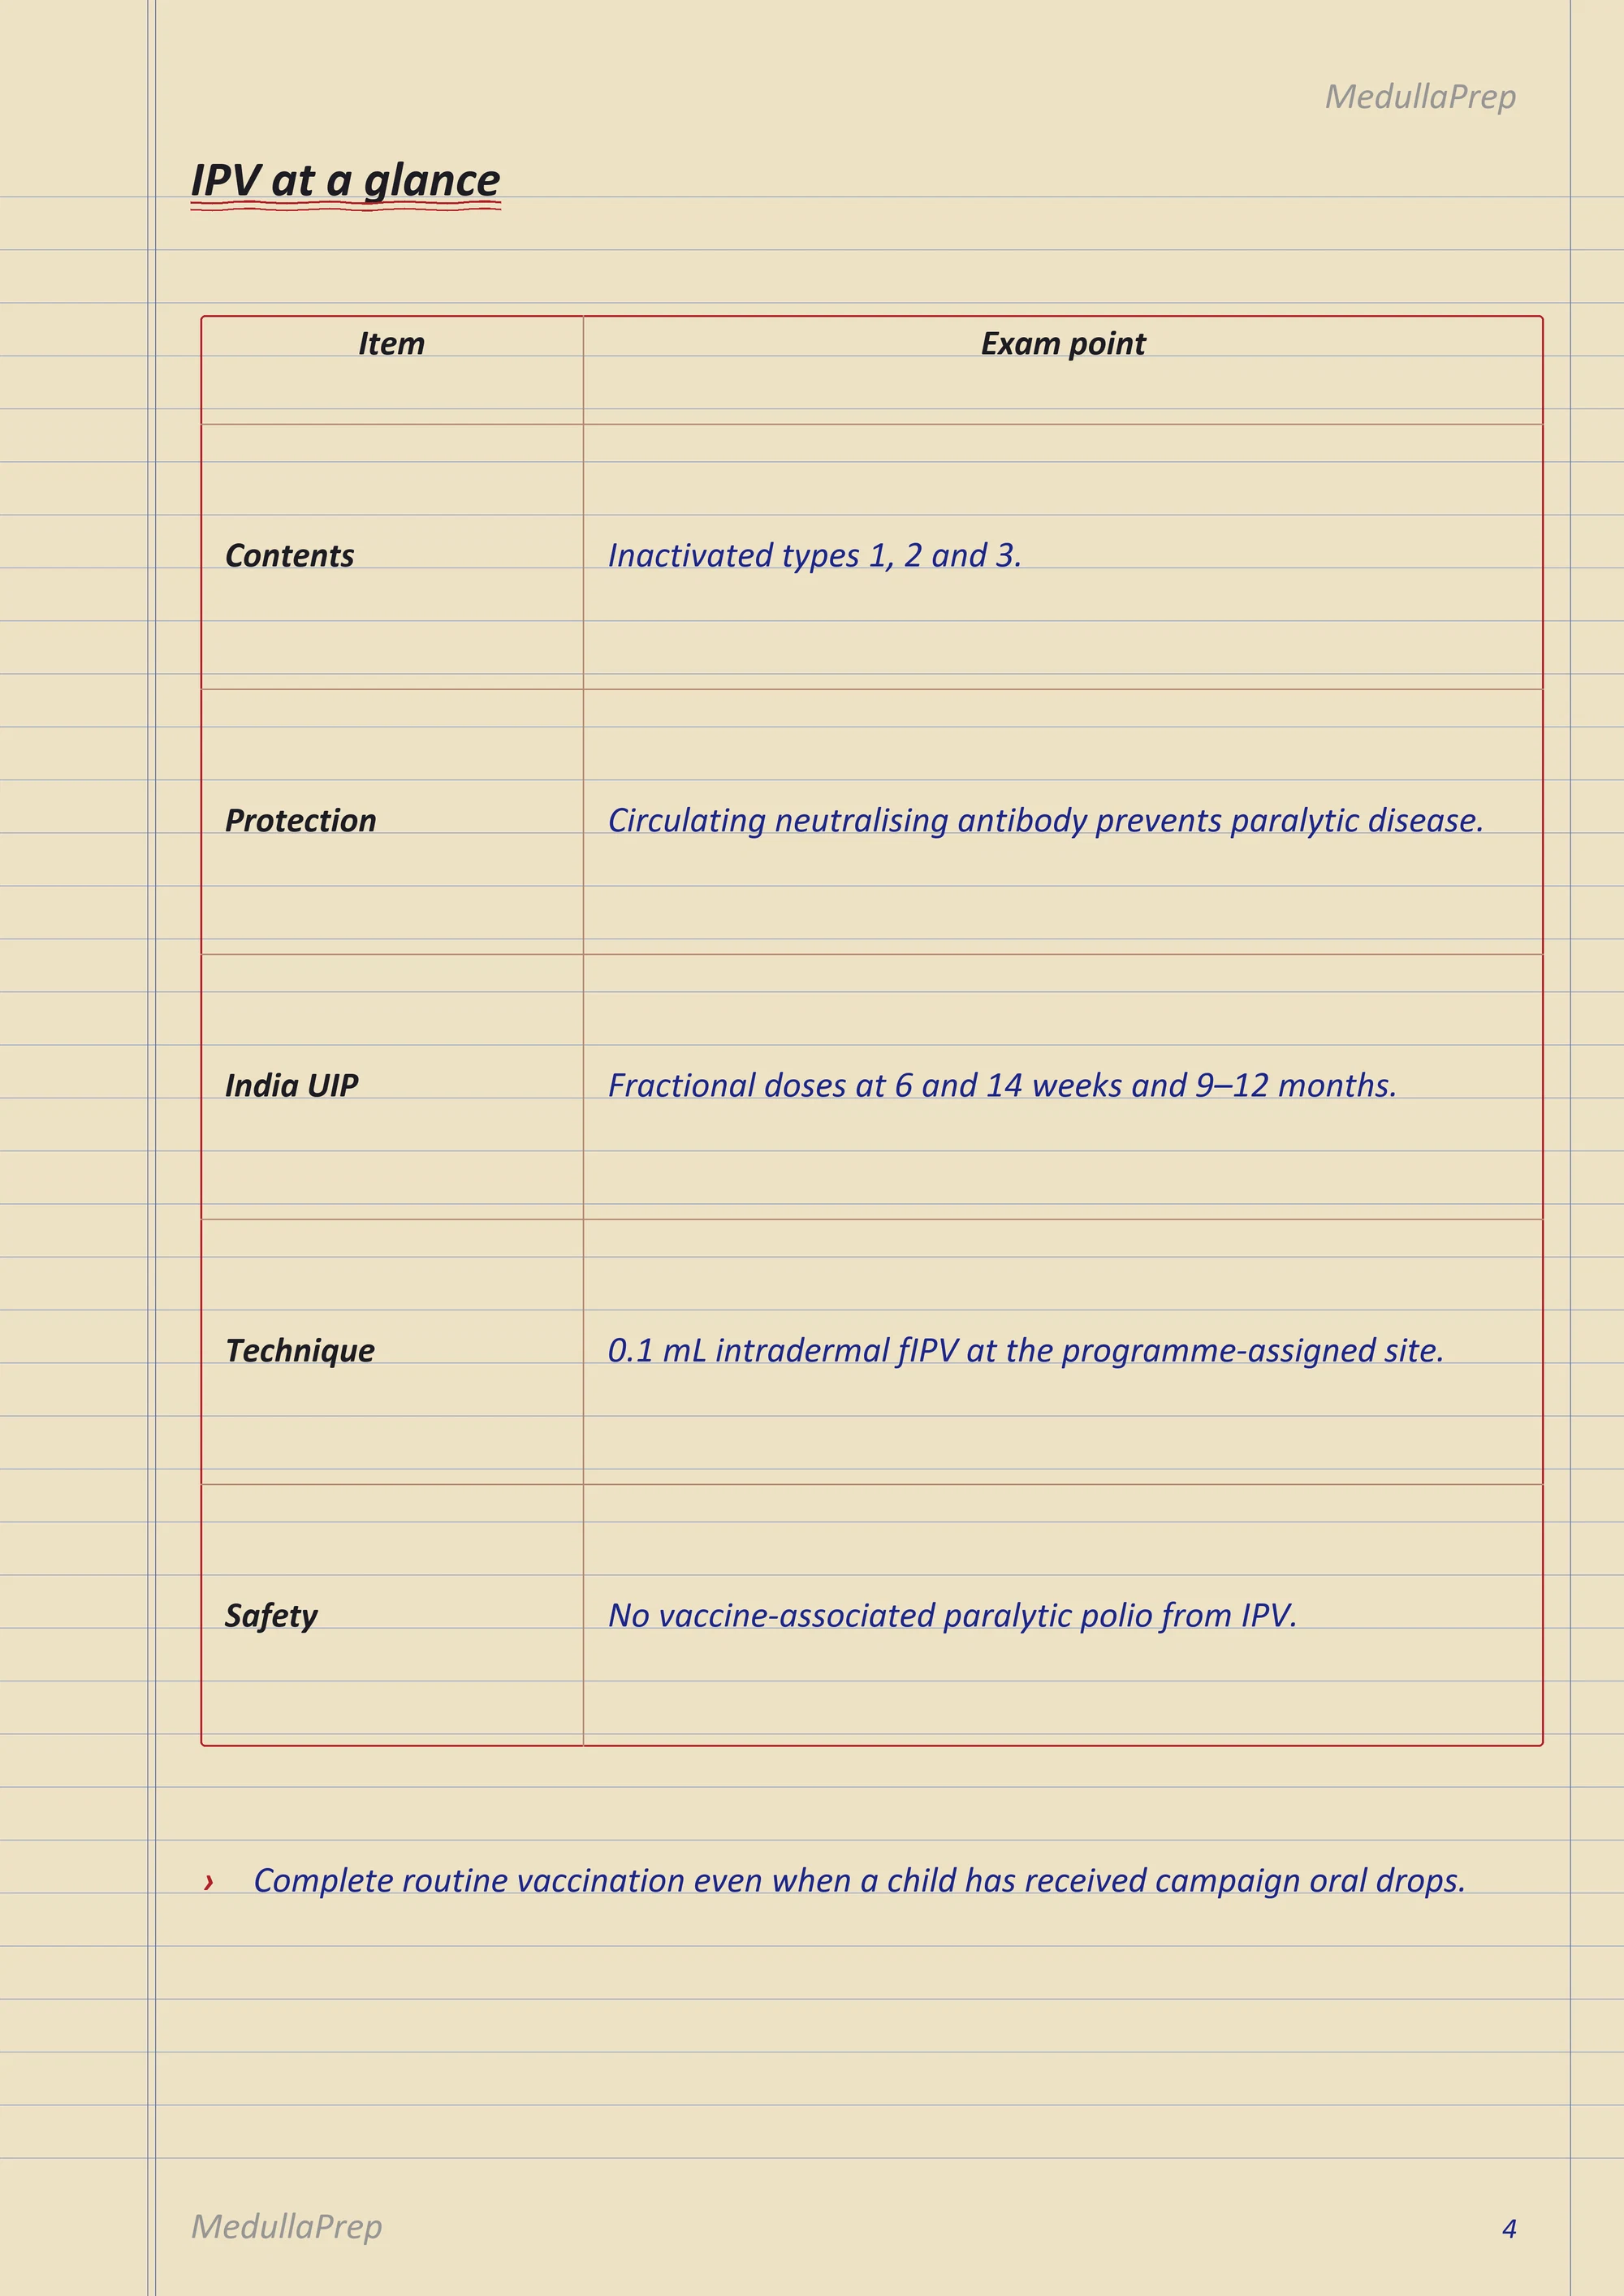 MedullaPrep
IPV at a glance
Item Exam point
Contents Inactivated types 1, 2 and 3.
Protection Circulating neutralising antibody prevents paralytic disease.
India UIP Fractional doses at 6 and 14 weeks and 9–12 months.
Technique 0.1 mL intradermal fIPV at the programme-assigned site.
Safety No vaccine-associated paralytic polio from IPV.
› Complete routine vaccination even when a child has received campaign oral drops.
MedullaPrep 4